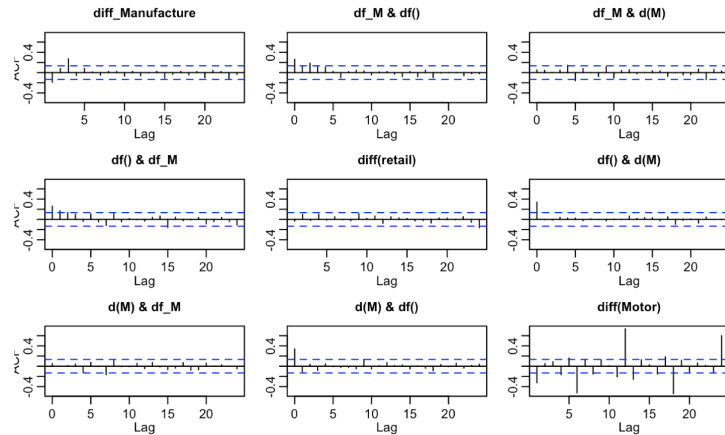 diff_Manufacture
df_M & df()
df_M & d(M)
0.4
-0.4
5 10 15 20
Lag
0.4
-0.4
0 5 10 15 20
Lag
0.4
-0.4
0 5 10 15 20
Lag
df() & df_M
diff(retail)
df() & d(M)
0.4
-0.4
0 5 10 15 20
Lag
0.4
-0.4
5 10 15 20
Lag
0.4
-0.4
0 5 10 15 20
Lag
d(M) & df_M
d(M) & df()
diff(Motor)
0.4
-0.4
0 5 10 15 20
Lag
0.4
-0.4
0 5 10 15 20
Lag
0.4
-0.4
5 10 15 20
Lag